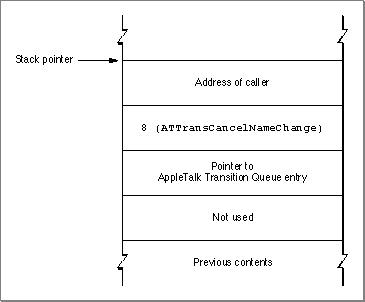 Stack pointer
Address of caller
8 (ATTransCancelNameChange)
Pointer to
AppleTalk Transition Queue entry
Not used
Previous contents